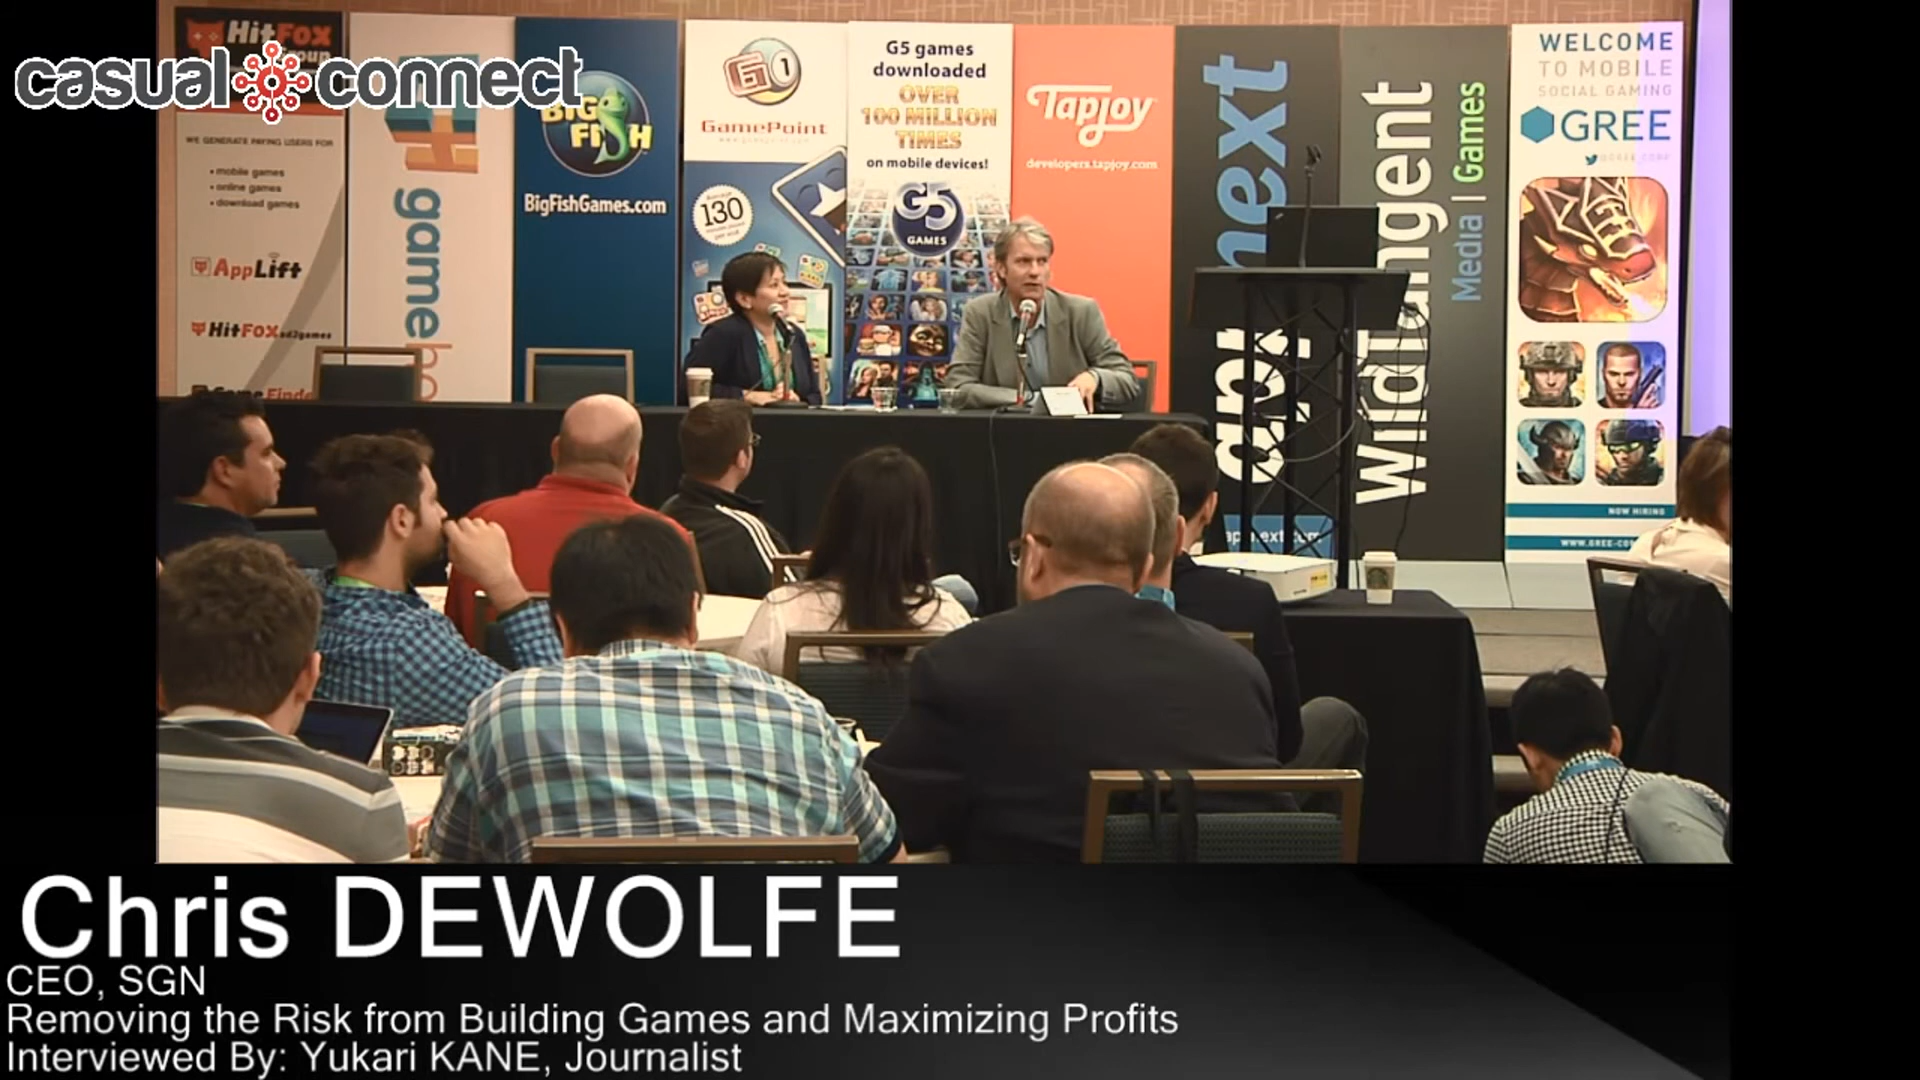 casual connect
HitFox
Group
WE GENERATE PAYING USERS FOR
• mobile games
• online games
• download games
AppLift
HitFox ad2games
gameho
BIG
FISH
BigFishGames.com
G 1
GamePoint
130
G5 games
downloaded
OVER
100 MILLION
TIMES
on mobile devices!
G5
GAMES
Tapjoy
developers.tapjoy.com
WildTangent
Media | Games
WELCOME
TO MOBILE
SOCIAL GAMING
GREE
NOW HIRING
Chris DEWOLFE
CEO, SGN
Removing the Risk from Building Games and Maximizing Profits
Interviewed By: Yukari KANE, Journalist